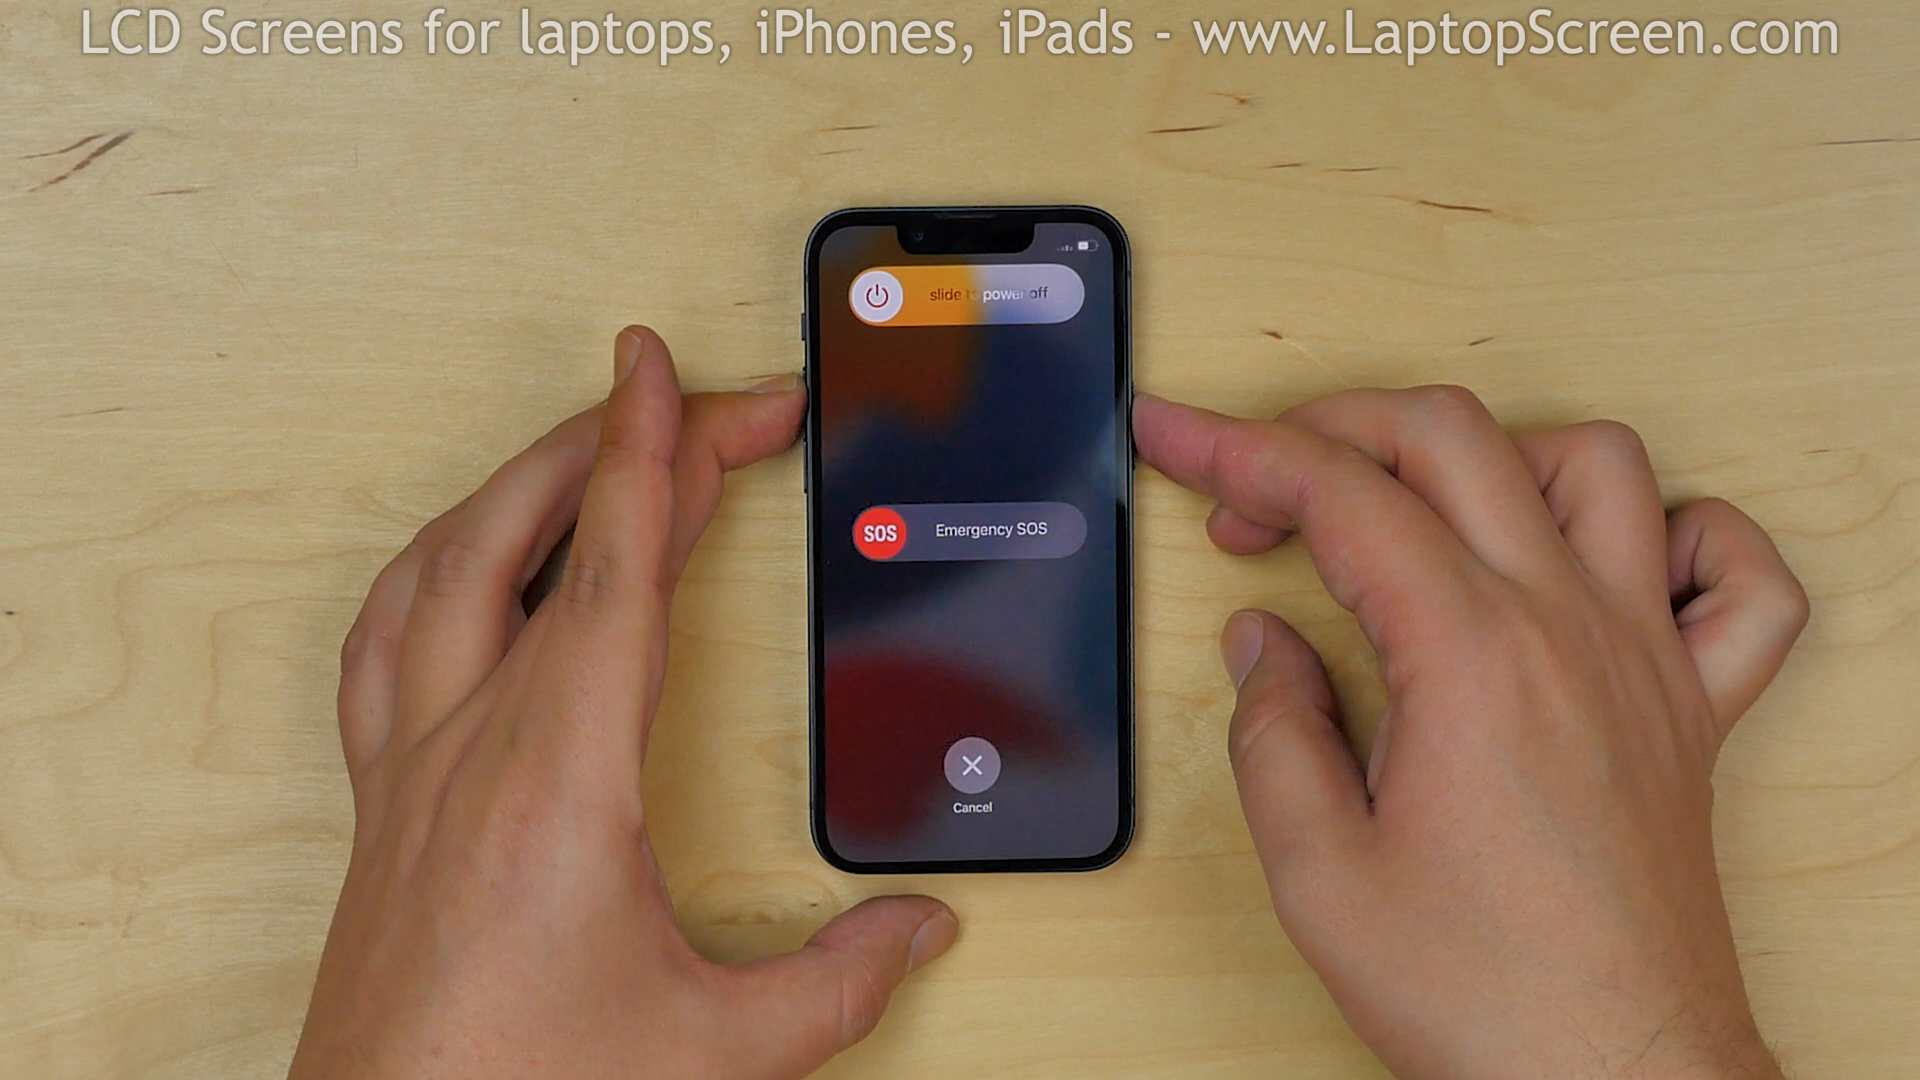 LCD Screens for laptops, iPhones, iPads - www.LaptopScreen.com
slide to power off
SOS Emergency SOS
Cancel